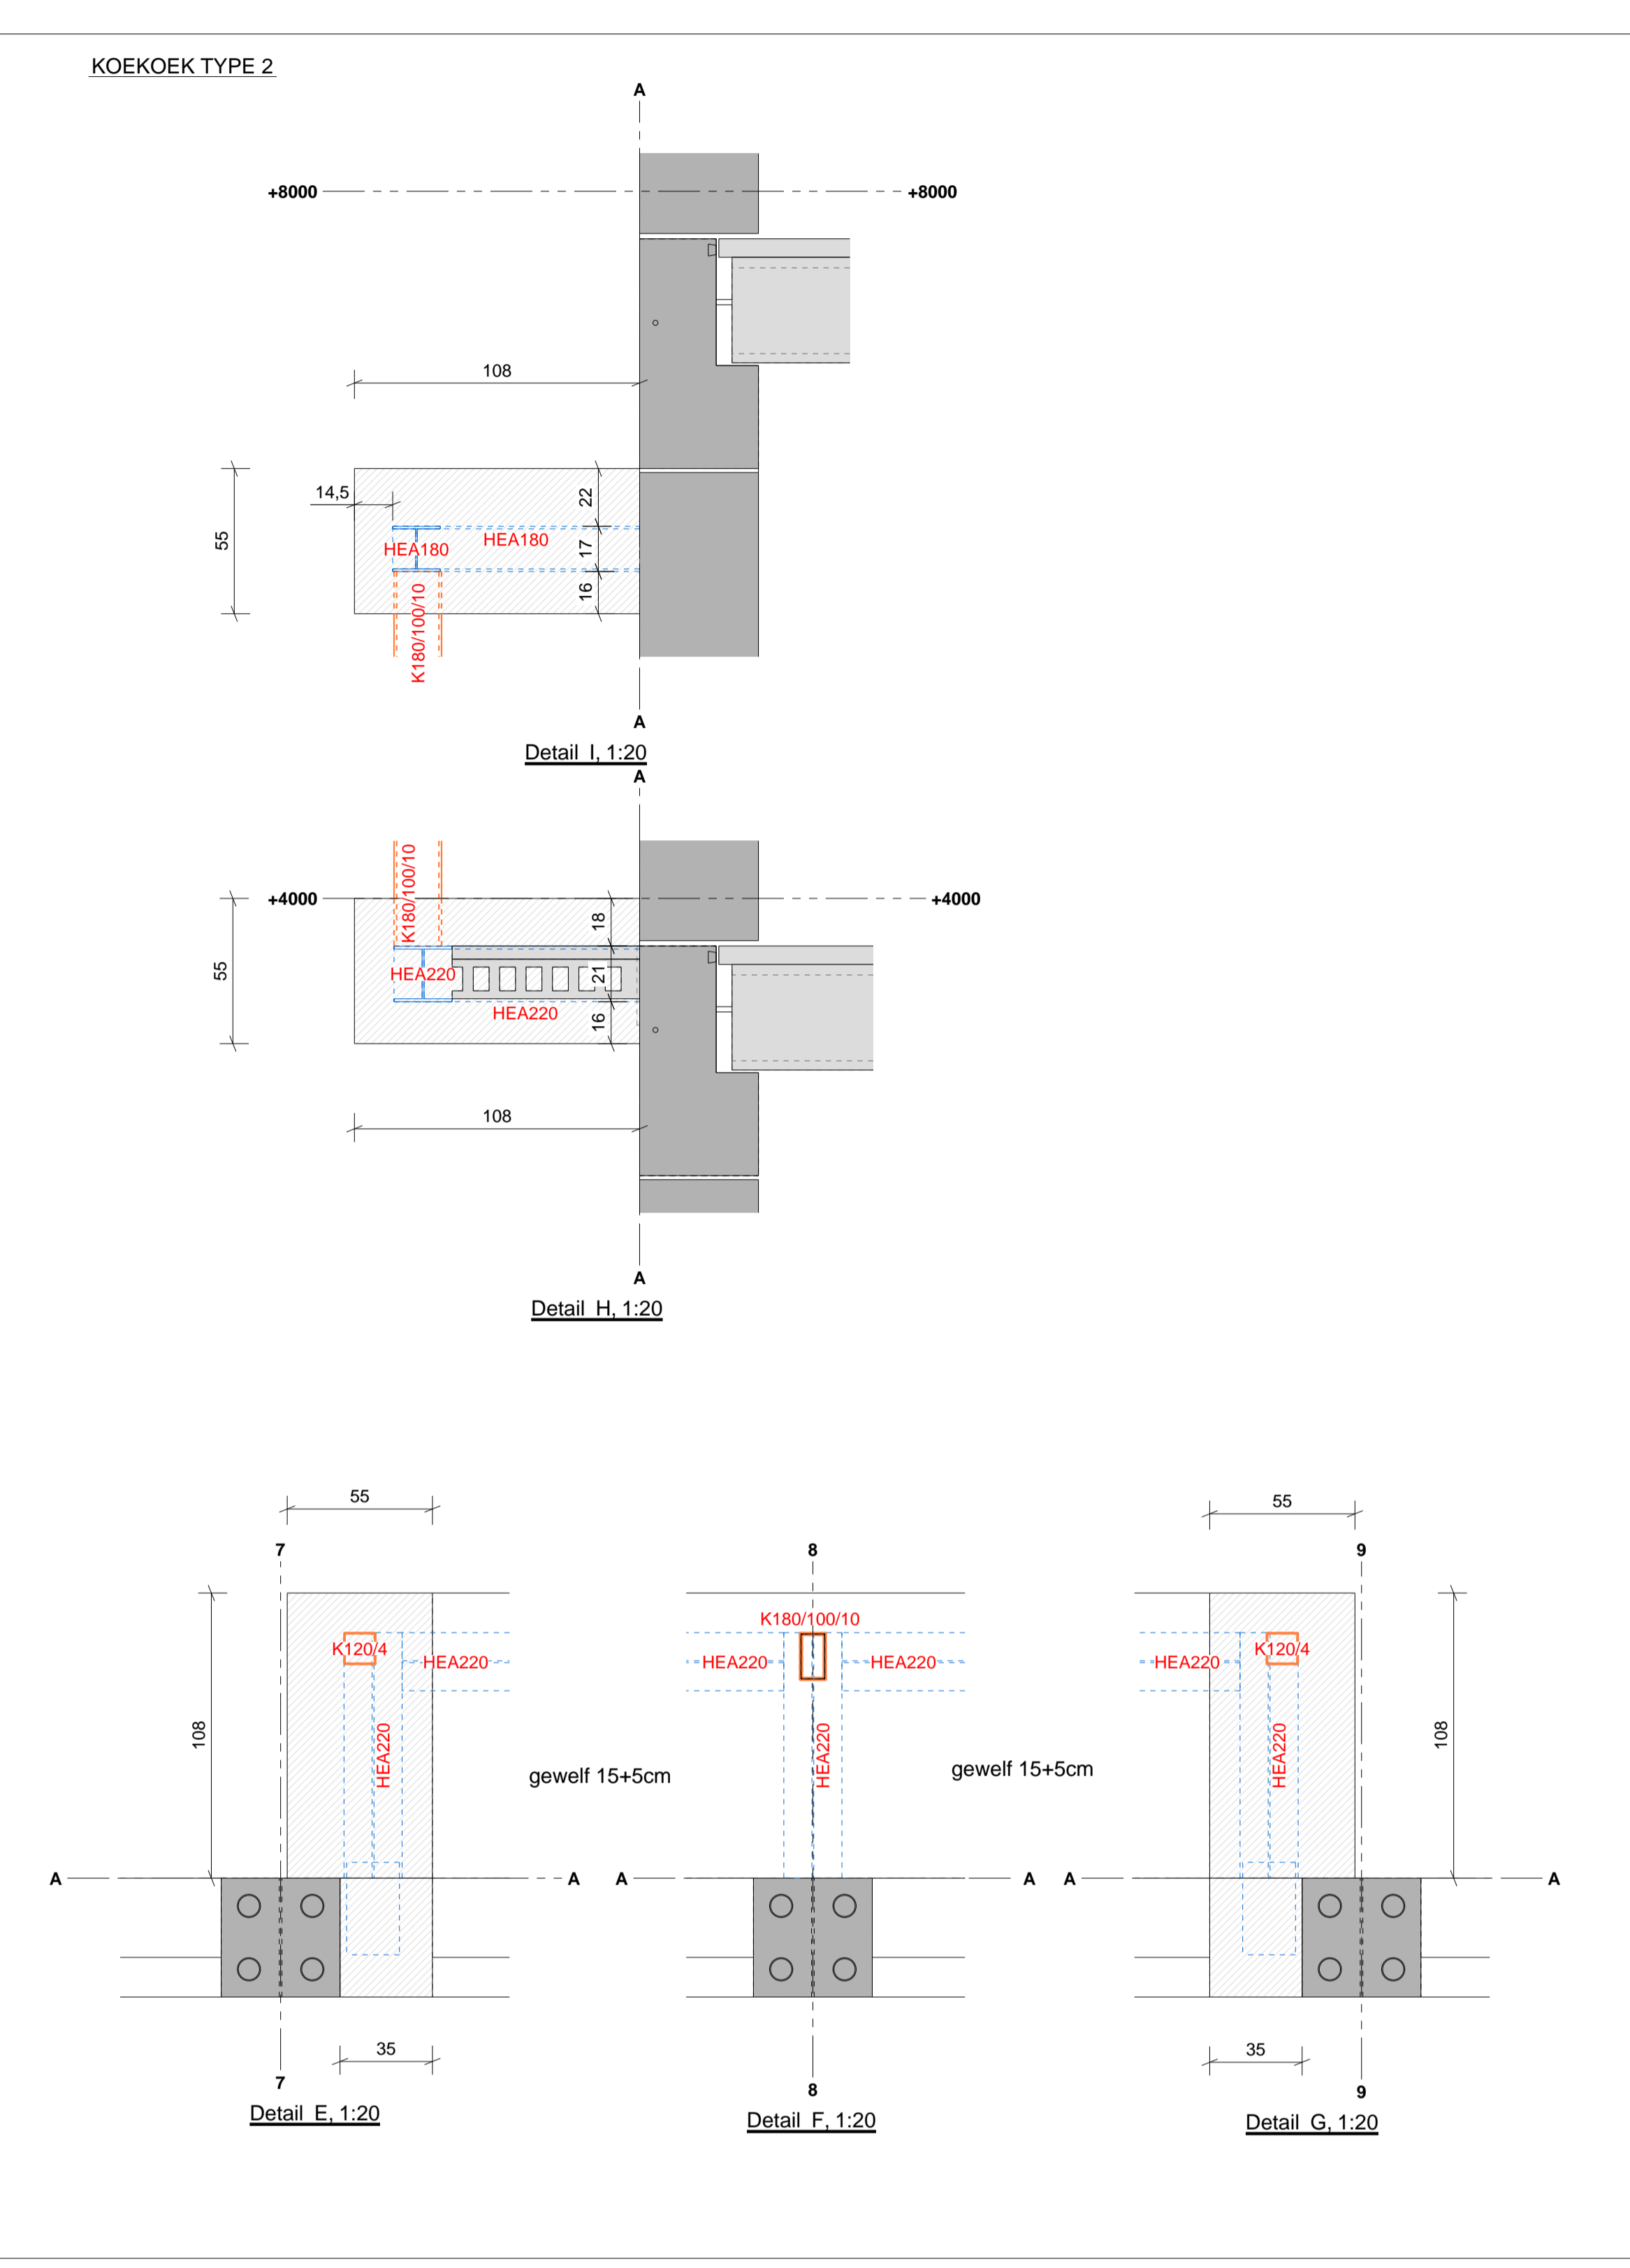 KOEKOEK TYPE 2
A
+8000
+8000
108
14,5
55
22
17
16
HEA180
HEA180
K180/100/10
A
Detail I, 1:20
A
K180/100/10
+4000
+4000
18
55
HEA220
21
HEA220
16
108
A
Detail H, 1:20
55
55
7
8
9
K180/100/10
K120/4
HEA220
HEA220
HEA220
HEA220
K120/4
108
HEA220
HEA220
HEA220
108
gewelf 15+5cm
gewelf 15+5cm
A
A
A
A
A
A
35
35
7
8
9
Detail E, 1:20
Detail F, 1:20
Detail G, 1:20